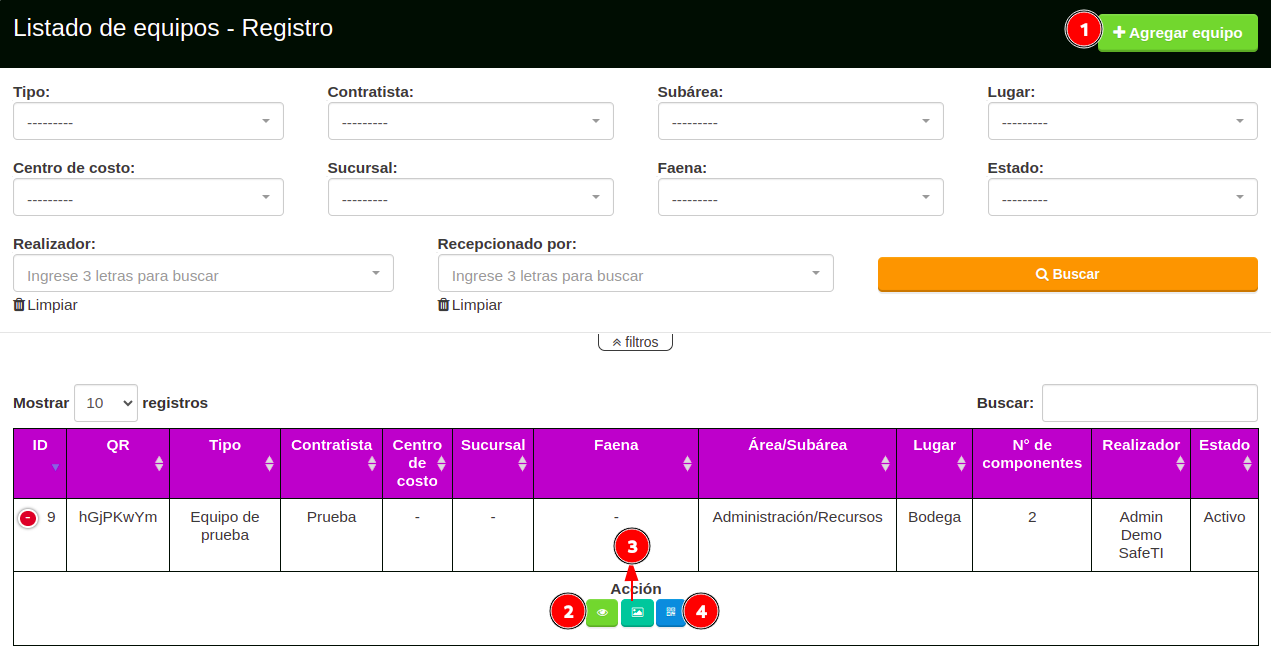 Listado de equipos - Registro
1
Agregar equipo
Tipo:
Contratista:
Subárea:
Lugar:
---------
---------
---------
---------
Centro de costo:
Sucursal:
Faena:
Estado:
---------
---------
---------
---------
Realizador:
Recepcionado por:
Ingrese 3 letras para buscar
Ingrese 3 letras para buscar
Buscar
Limpiar
Limpiar
filtros
Mostrar 10 registros
Buscar:
ID QR Tipo Contratista Centro de costo Sucursal Faena Área/Subárea Lugar N° de componentes Realizador Estado
9 hGjPKwYm Equipo de prueba Prueba - - - Administración/Recursos Bodega 2 Admin Demo SafeTI Activo
3
Acción
2
4